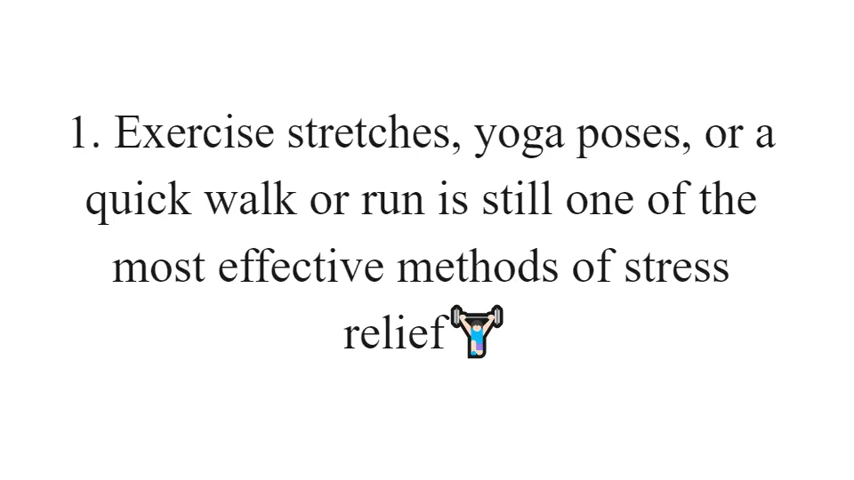 1. Exercise stretches, yoga poses, or a
quick walk or run is still one of the
most effective methods of stress
relief🏋🏻